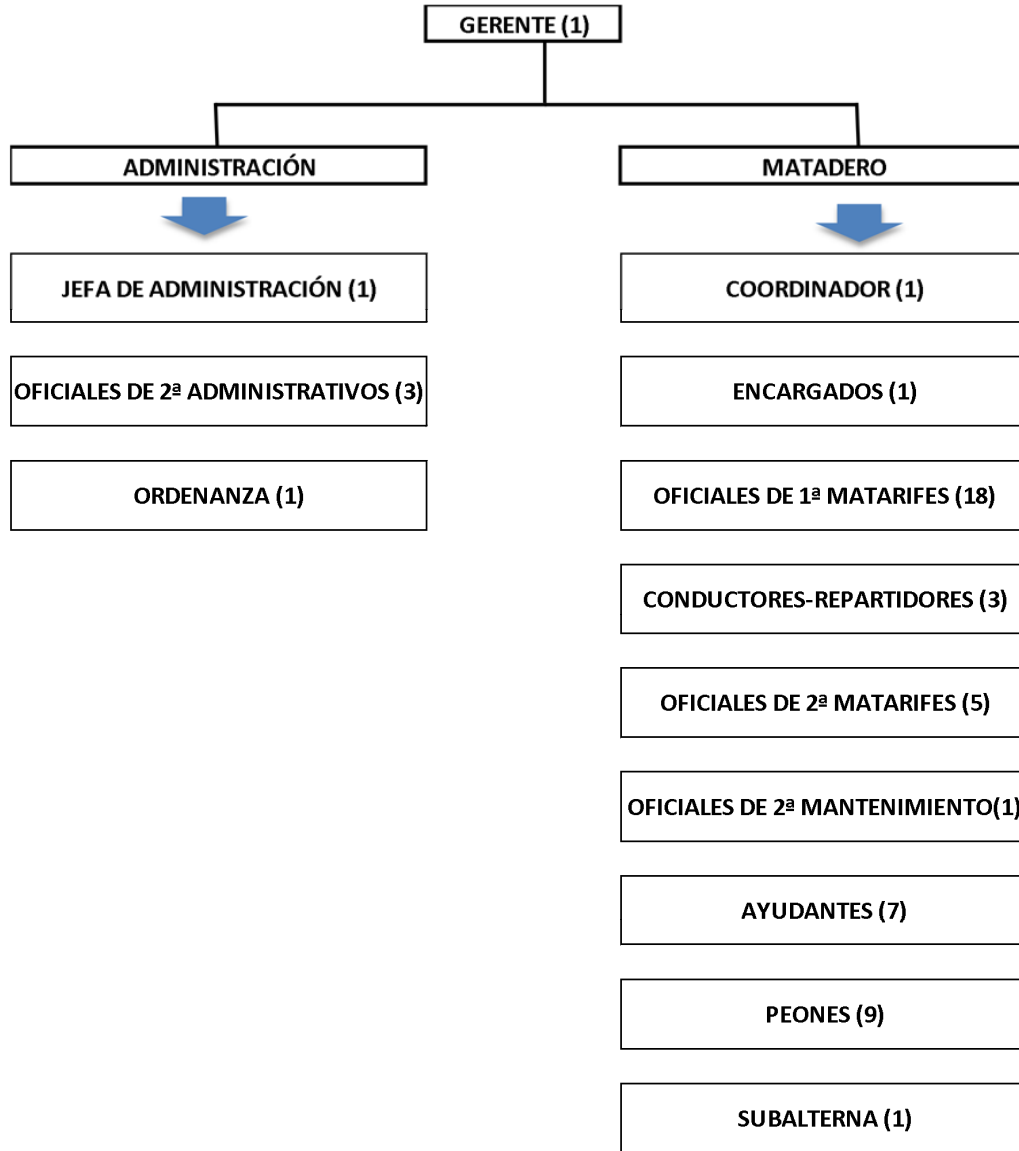 GERENTE (1)
ADMINISTRACIÓN
JEFA DE ADMINISTRACIÓN (1)
OFICIALES DE 2ª ADMINISTRATIVOS (3)
ORDENANZA (1)
MATADERO
COORDINADOR (1)
ENCARGADOS (1)
OFICIALES DE 1ª MATARIFES (18)
CONDUCTORES-REPARTIDORES (3)
OFICIALES DE 2ª MATARIFES (5)
OFICIALES DE 2ª MANTENIMIENTO(1)
AYUDANTES (7)
PEONES (9)
SUBALTERNA (1)